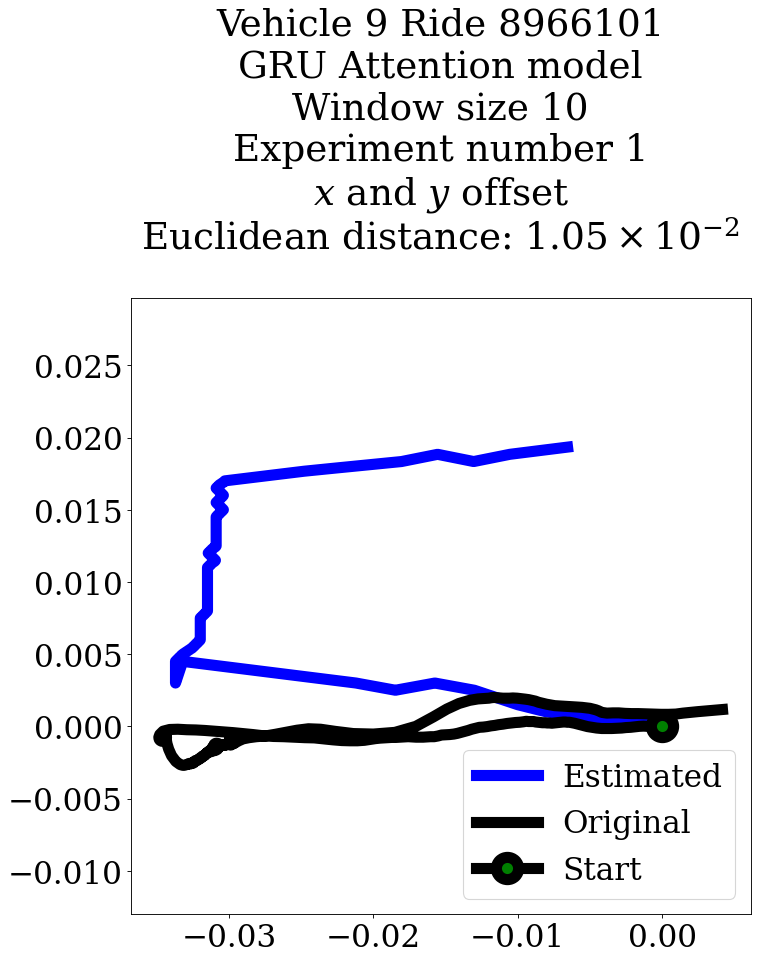 Vehicle 9 Ride 8966101
GRU Attention model
Window size 10
Experiment number 1
x and y offset
Euclidean distance: 1.05 × 10⁻²
0.025
0.020
0.015
0.010
0.005
0.000
−0.005
−0.010
Estimated
Original
Start
−0.03 −0.02 −0.01 0.00